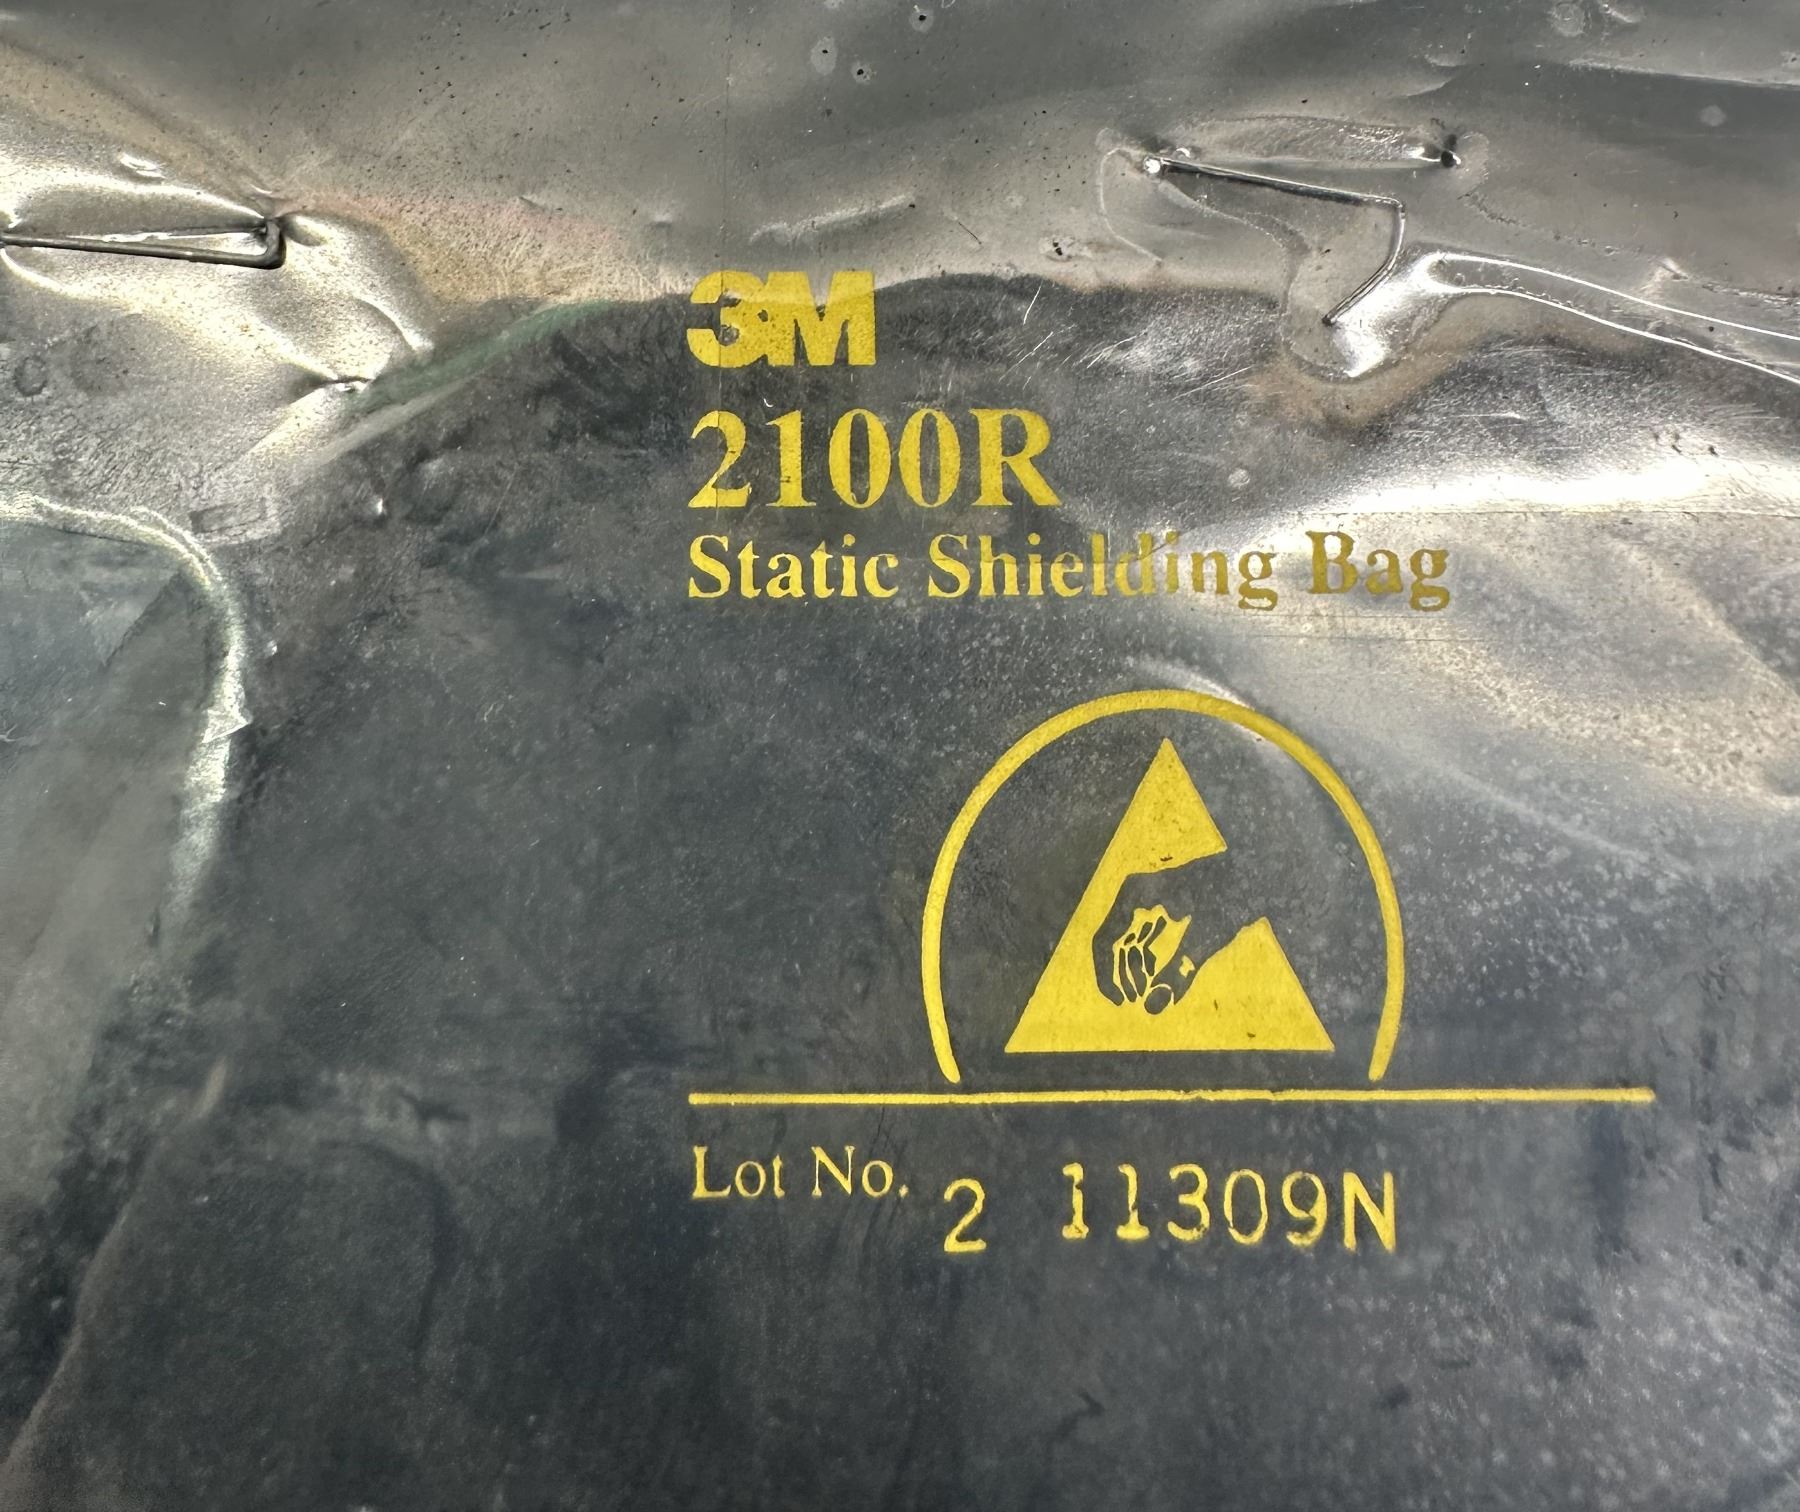 3M
2100R
Static Shielding Bag
Lot No. 2 11309N